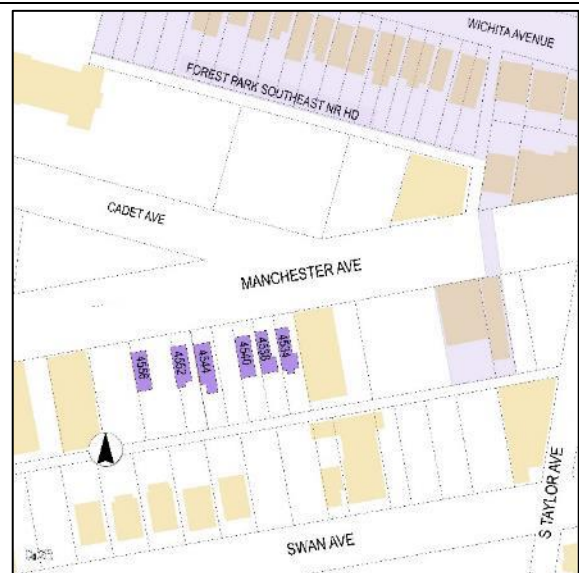 WICHITA AVENUE
FOREST PARK SOUTHEAST NR HD
CADET AVE
MANCHESTER AVE
4556
4552
4544
4540
4536
4534
S TAYLOR AVE
SWAN AVE